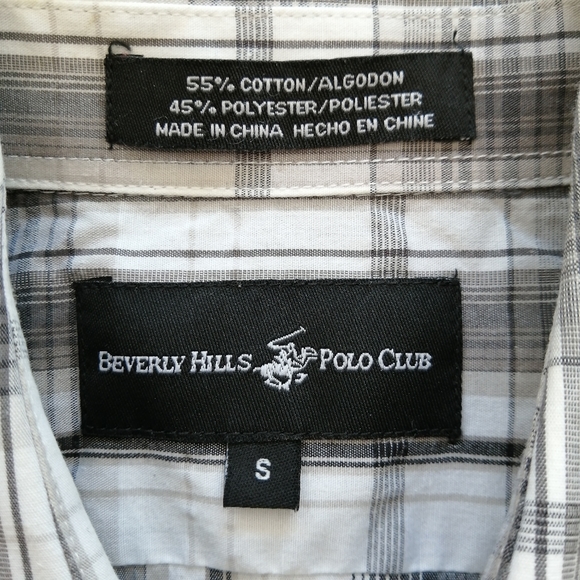 55% COTTON/ALGODON
45% POLYESTER/POLIESTER
MADE IN CHINA HECHO EN CHINE
BEVERLY HILLS POLO CLUB
S